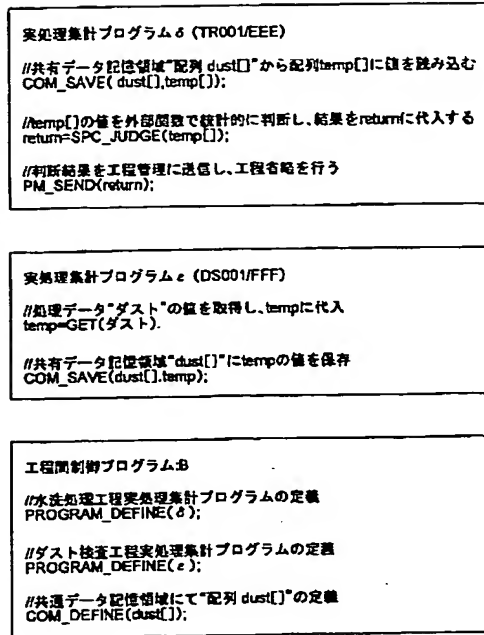 実処理集計プログラムδ (TR001/EEE)
//共有データ記憶領域"配列 dust[]"から配列temp[]に値を読み込む
COM_SAVE( dust[],temp[]);
//temp[]の値を外部関数で統計的に判断し、結果をreturnに代入する
return=SPC_JUDGE(temp[]);
//判断結果を工程管理に送信し、工程省略を行う
PM_SEND(return);
実処理集計プログラムε (DS001/FFF)
//処理データ"ダスト"の値を取得し、tempに代入
temp=GET(ダスト).
//共有データ記憶領域"dust[]"にtempの値を保存
COM_SAVE(dust[].temp);
工程間制御プログラム:B
//水洗処理工程実処理集計プログラムの定義
PROGRAM_DEFINE(δ);
//ダスト検査工程実処理集計プログラムの定義
PROGRAM_DEFINE(ε);
//共通データ記憶領域にて"配列 dust[]"の定義
COM_DEFINE(dust[]);